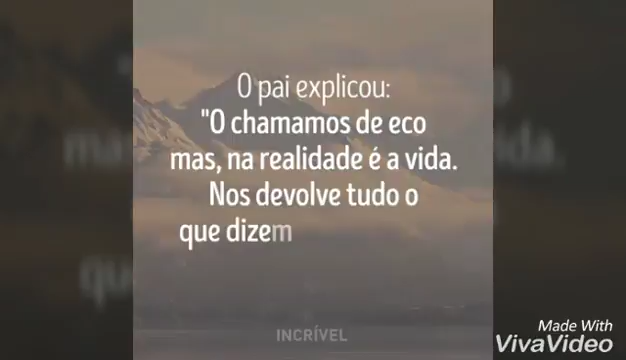 O pai explicou:
"O chamamos de eco
mas, na realidade é a vida.
Nos devolve tudo o
que dizem
INCRÍVEL
Made With
VivaVideo